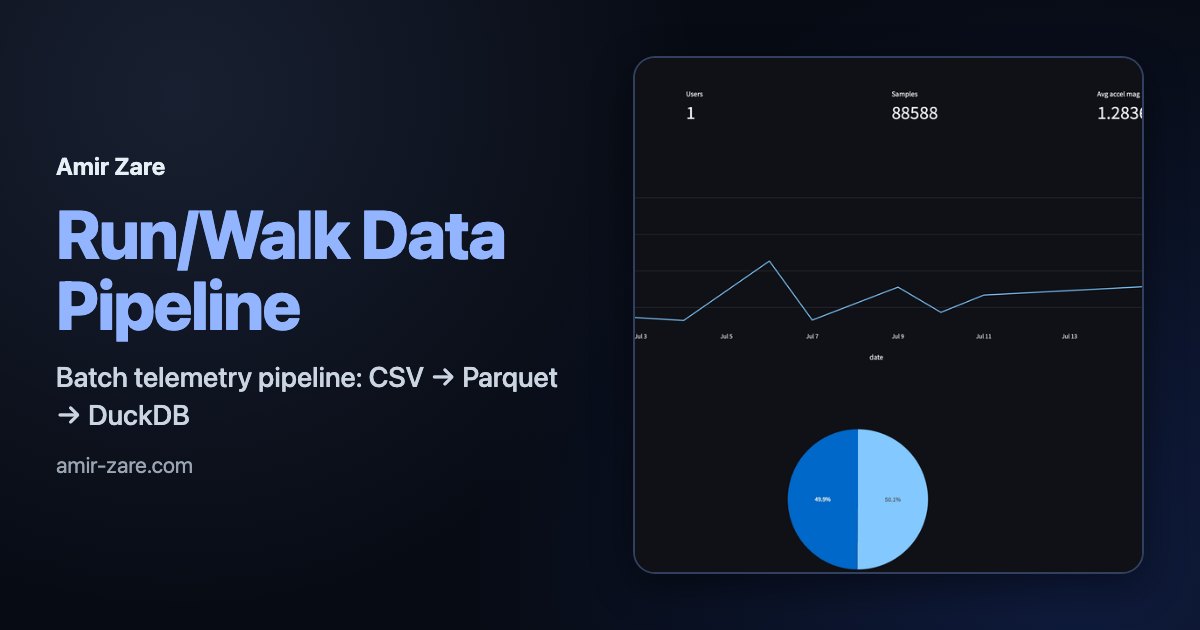 Amir Zare
Run/Walk Data
Pipeline
Batch telemetry pipeline: CSV → Parquet
→ DuckDB
amir-zare.com
Users
1
Samples
88588
Avg accel mag
1.283
Jul 3
Jul 5
Jul 7
Jul 9
Jul 11
Jul 13
date
49.9%
50.1%